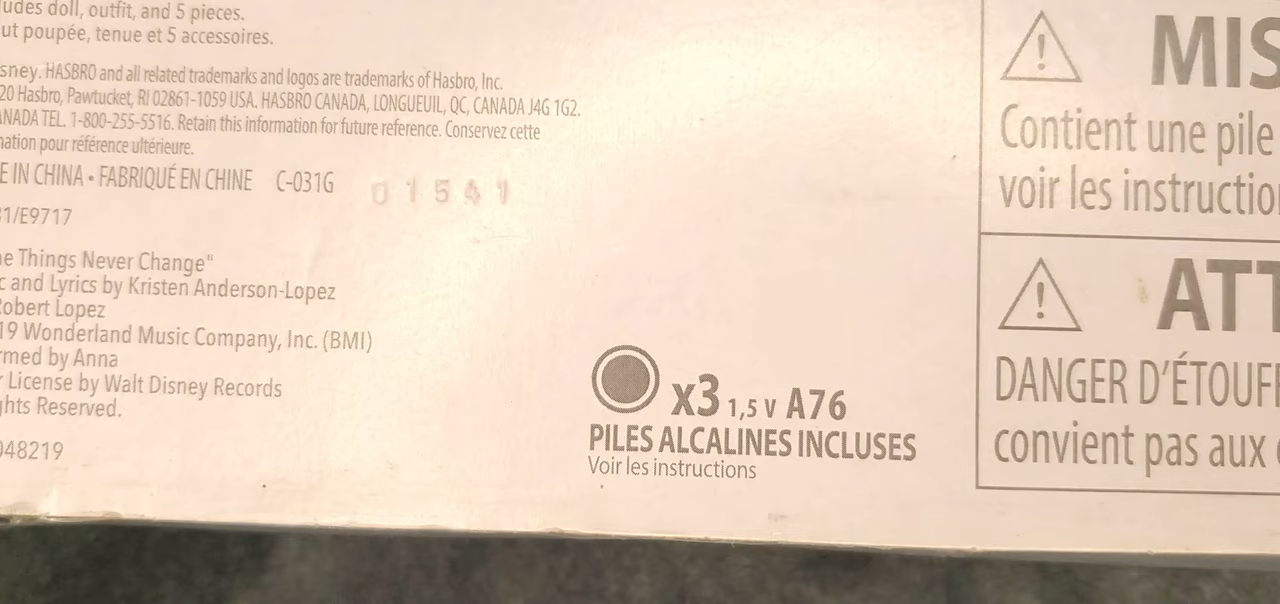 doll, outfit, and 5 pieces.
ut poupée, tenue et 5 accessoires.
sney. HASBRO and all related trademarks and logos are trademarks of Hasbro, Inc.
20 Hasbro, Pawtucket, RI 02861-1059 USA. HASBRO CANADA, LONGUEUIL, QC, CANADA J4G 1G2.
ANADA TEL. 1-800-255-5516. Retain this information for future reference. Conservez cette
mation pour référence ultérieure.
E IN CHINA • FABRIQUÉ EN CHINE C-031G
01541
1/E9717
e Things Never Change"
c and Lyrics by Kristen Anderson-Lopez
Robert Lopez
19 Wonderland Music Company, Inc. (BMI)
rmed by Anna
r License by Walt Disney Records
ghts Reserved.
048219
x3 1,5 V A76
PILES ALCALINES INCLUSES
Voir les instructions
MIS
Contient une pile
voir les instructio
ATT
DANGER D'ÉTOUFF
convient pas aux